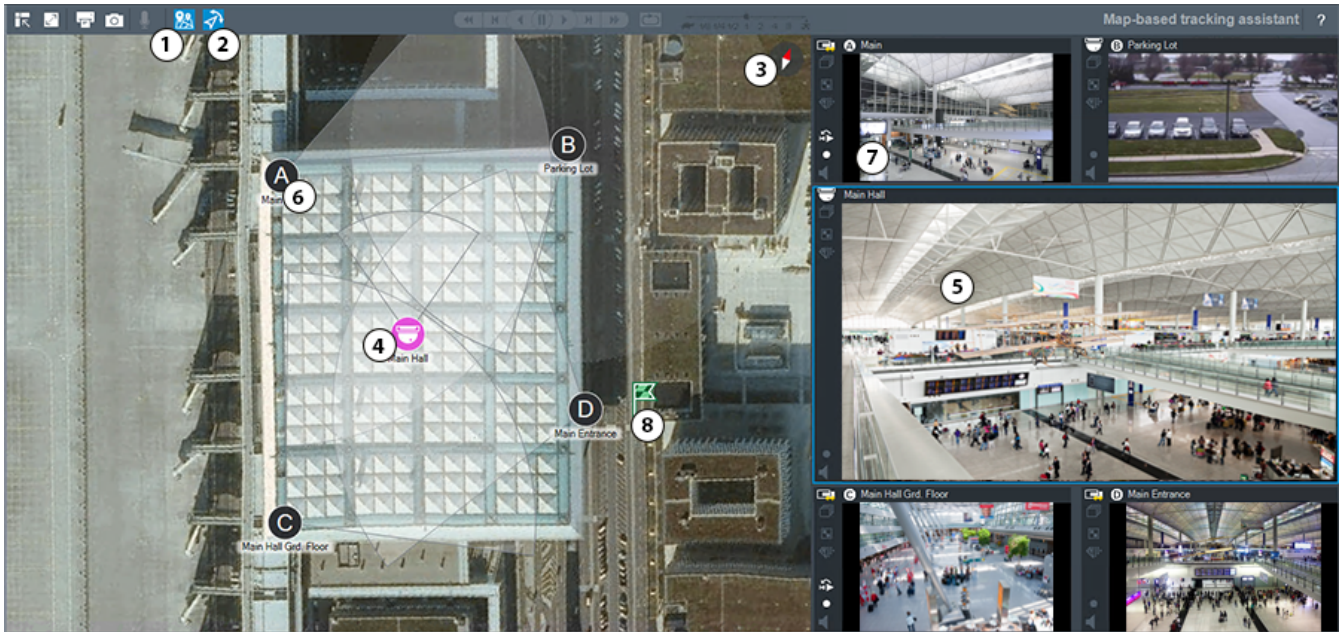 Map-based tracking assistant ?
1
2
3
A Main
B Parking Lot
7
B
Parking Lot
A
6
Main
Main Hall
5
4
Main Hall
D
Main Entrance
8
C
Main Hall Grd. Floor
C Main Hall Grd. Floor
D Main Entrance